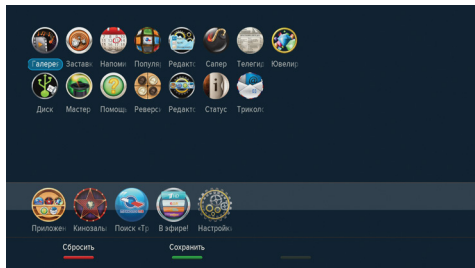 Галерея Заставк Напоми Популяр Редакто Сапер Телегид Ювелир
Диск Мастер Помощь Реверси Редакто Статус Триколо
Приложен Кинозалы Поиск «Тр В эфире! Настройки
Сбросить Сохранить